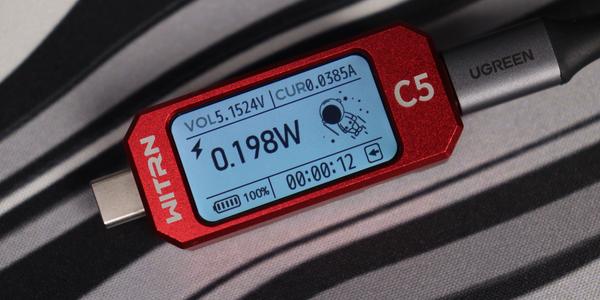 VOL5.1524V CUR0.0385A
0.198W
100% 00:00:12
WITRN
C5
UGREEN